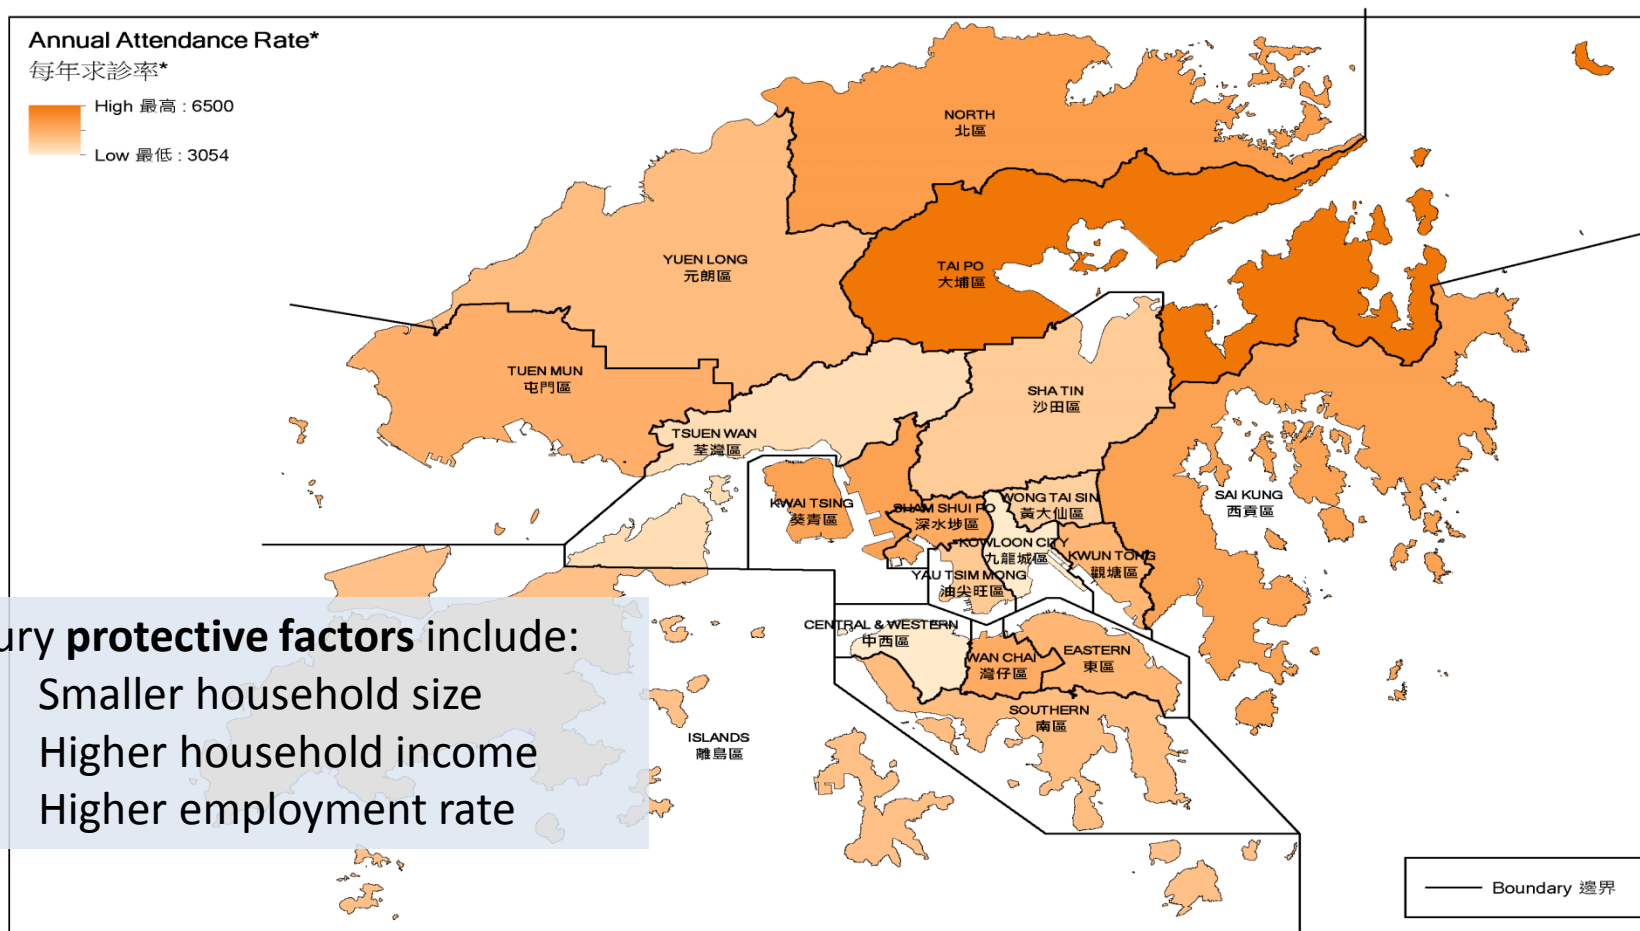 Annual Attendance Rate*
每年求診率*
High 最高 : 6500
Low 最低 : 3054
NORTH
北區
YUEN LONG
元朗區
TAI PO
大埔區
TUEN MUN
屯門區
SHA TIN
沙田區
TSUEN WAN
荃灣區
KWAI TSING
葵青區
SHAM SHUI PO
深水埗區
WONG TAI SIN
黃大仙區
SAI KUNG
西貢區
KOWLOON CITY
九龍城區
KWUN TONG
觀塘區
YAU TSIM MONG
油尖旺區
CENTRAL & WESTERN
中西區
WAN CHAI
灣仔區
EASTERN
東區
SOUTHERN
南區
ISLANDS
離島區
ury protective factors include:
Smaller household size
Higher household income
Higher employment rate
Boundary 邊界